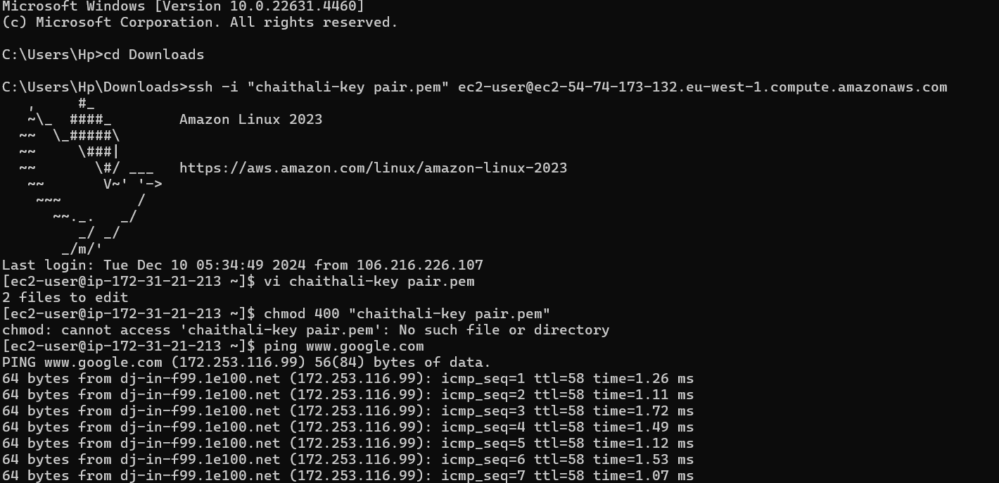 Microsoft Windows [Version 10.0.22631.4460]
(c) Microsoft Corporation. All rights reserved.

C:\Users\Hp>cd Downloads

C:\Users\Hp\Downloads>ssh -i "chaithali-key pair.pem" ec2-user@ec2-54-74-173-132.eu-west-1.compute.amazonaws.com
   ,     #_
   ~\_  ####_        Amazon Linux 2023
  ~~  \_#####\
  ~~     \###|
  ~~       \#/ ___   https://aws.amazon.com/linux/amazon-linux-2023
   ~~       V~' '->
    ~~~         /
      ~~._.   _/
         _/ _/
       _/m/'
Last login: Tue Dec 10 05:34:49 2024 from 106.216.226.107
[ec2-user@ip-172-31-21-213 ~]$ vi chaithali-key pair.pem
2 files to edit
[ec2-user@ip-172-31-21-213 ~]$ chmod 400 "chaithali-key pair.pem"
chmod: cannot access 'chaithali-key pair.pem': No such file or directory
[ec2-user@ip-172-31-21-213 ~]$ ping www.google.com
PING www.google.com (172.253.116.99) 56(84) bytes of data.
64 bytes from dj-in-f99.1e100.net (172.253.116.99): icmp_seq=1 ttl=58 time=1.26 ms
64 bytes from dj-in-f99.1e100.net (172.253.116.99): icmp_seq=2 ttl=58 time=1.11 ms
64 bytes from dj-in-f99.1e100.net (172.253.116.99): icmp_seq=3 ttl=58 time=1.72 ms
64 bytes from dj-in-f99.1e100.net (172.253.116.99): icmp_seq=4 ttl=58 time=1.49 ms
64 bytes from dj-in-f99.1e100.net (172.253.116.99): icmp_seq=5 ttl=58 time=1.12 ms
64 bytes from dj-in-f99.1e100.net (172.253.116.99): icmp_seq=6 ttl=58 time=1.53 ms
64 bytes from dj-in-f99.1e100.net (172.253.116.99): icmp_seq=7 ttl=58 time=1.07 ms